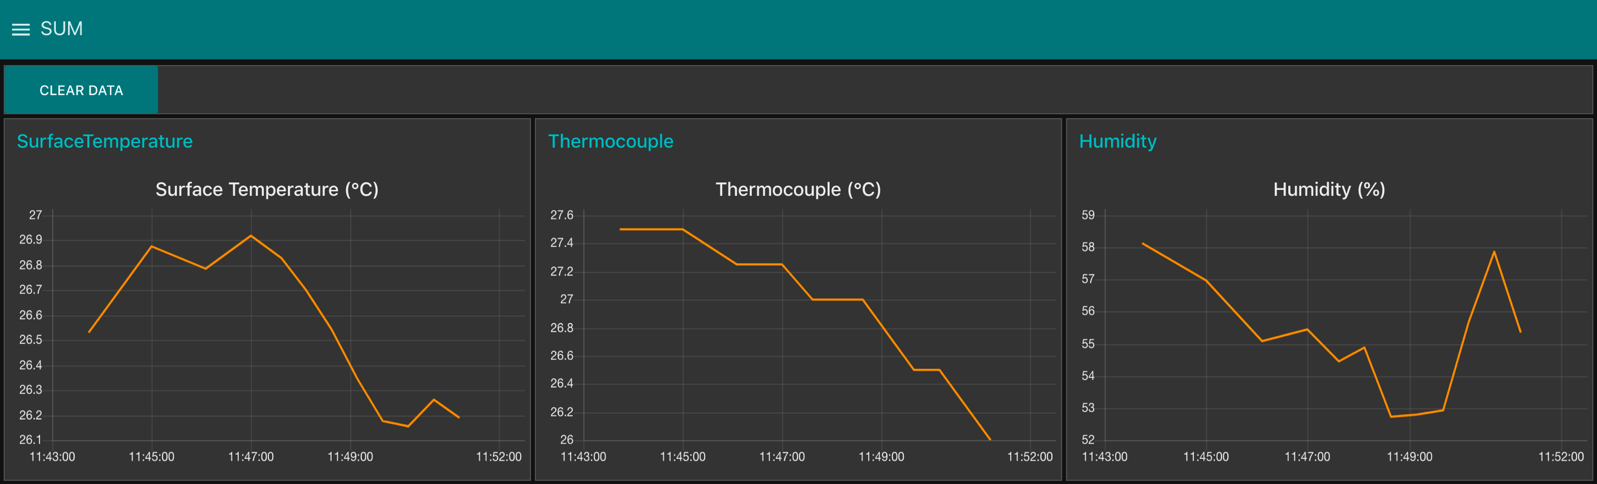 SUM
CLEAR DATA
SurfaceTemperature
Surface Temperature (°C)
27
26.9
26.8
26.7
26.6
26.5
26.4
26.3
26.2
26.1
11:43:00 11:45:00 11:47:00 11:49:00 11:52:00
Thermocouple
Thermocouple (°C)
27.6
27.4
27.2
27
26.8
26.6
26.4
26.2
26
11:43:00 11:45:00 11:47:00 11:49:00 11:52:00
Humidity
Humidity (%)
59
58
57
56
55
54
53
52
11:43:00 11:45:00 11:47:00 11:49:00 11:52:00